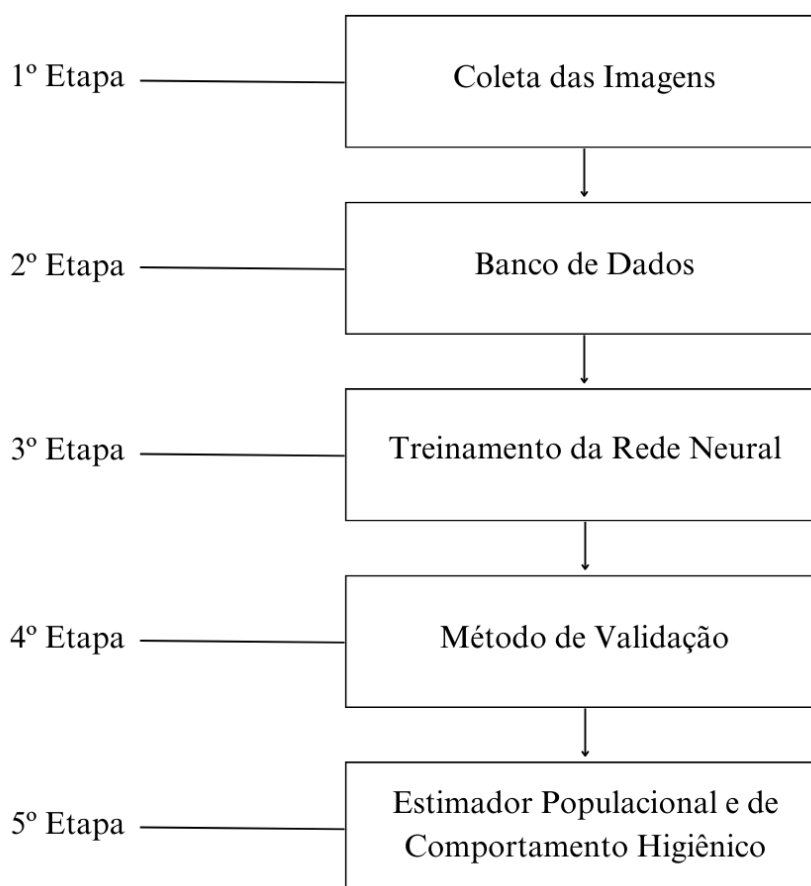 1º Etapa
Coleta das Imagens
2º Etapa
Banco de Dados
3º Etapa
Treinamento da Rede Neural
4º Etapa
Método de Validação
5º Etapa
Estimador Populacional e de
Comportamento Higiênico